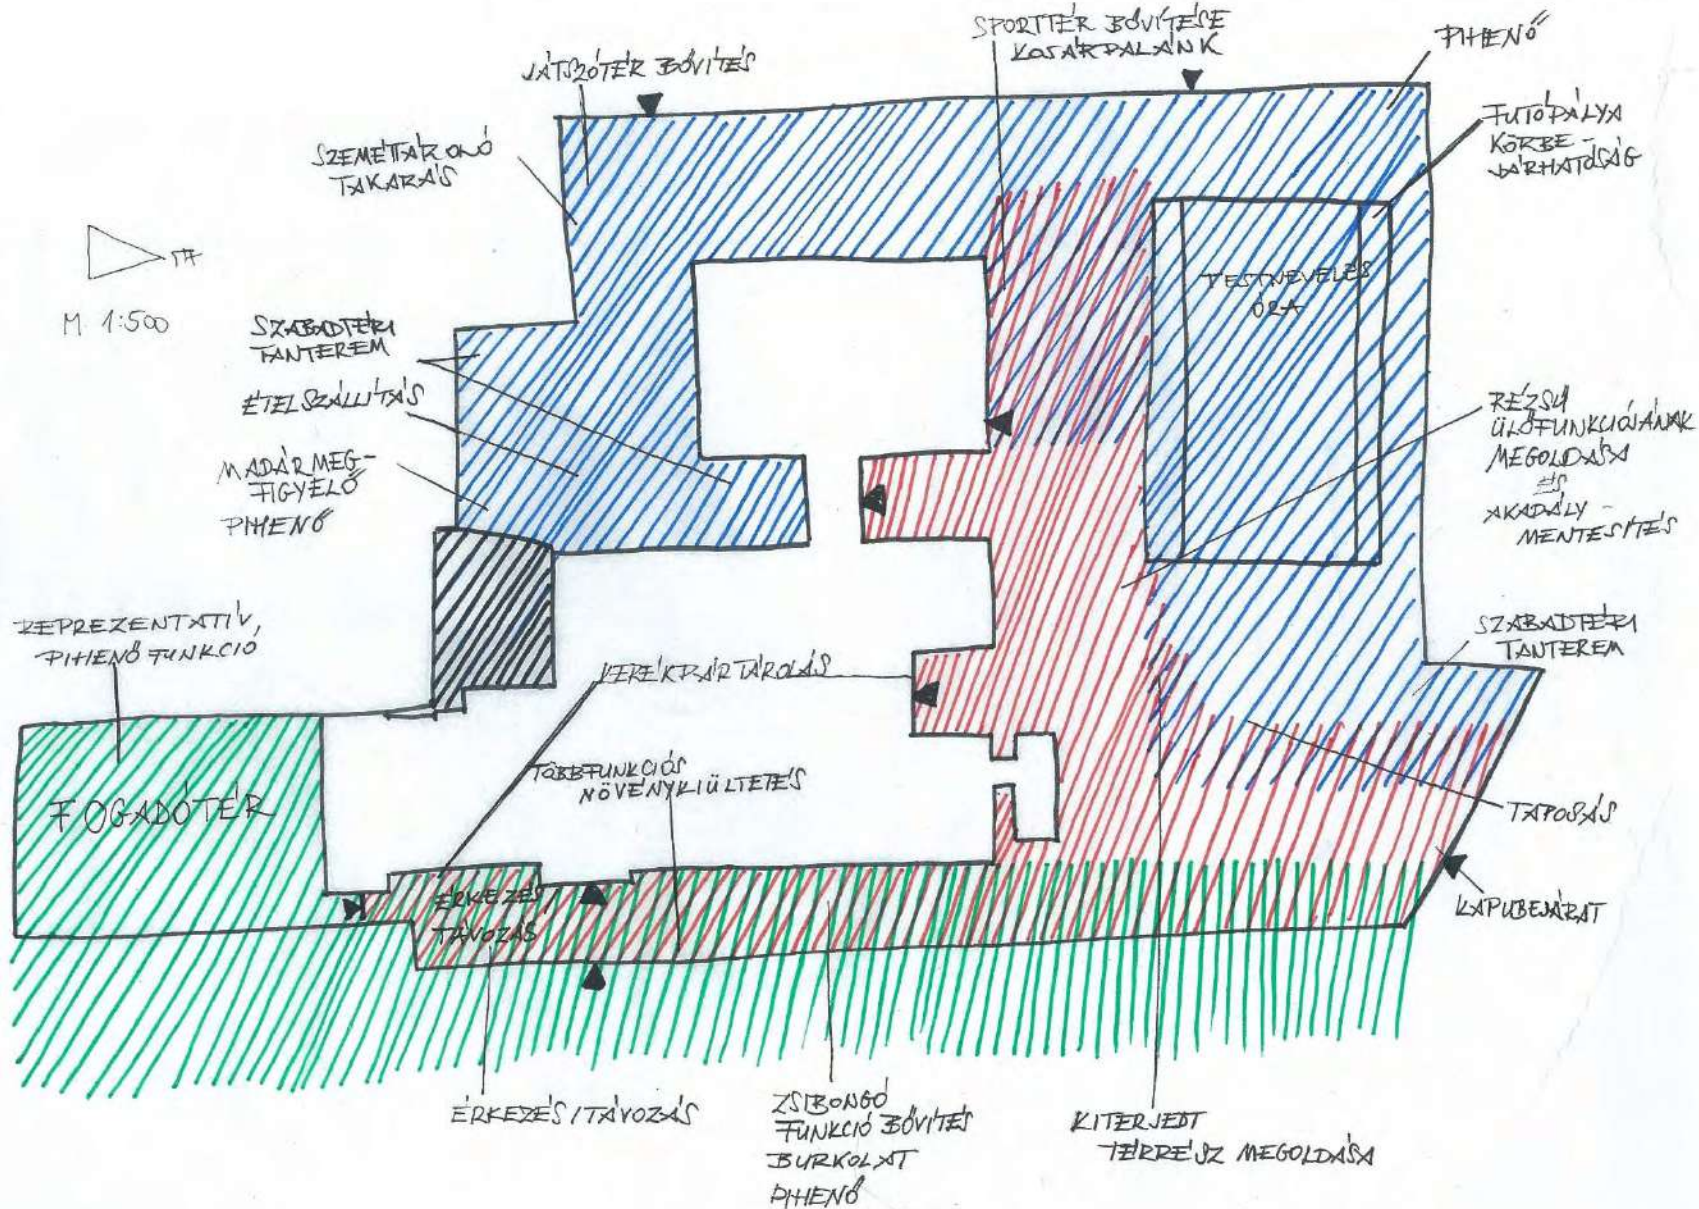 SPORTTÉR BŐVÍTÉSE
KOSÁRPALÁNK
PIHENŐ
JÁTSZÓTÉR BŐVÍTÉS
FUTÓPÁLYA
KÖRBE-
JÁRHATÓSÁG
SZEMÉTTÁROLÓ
TAKARÁS
TESTNEVELÉS
ÓRA
M 1:500
SZABADTÉRI
TANTEREM
ÉTELSZÁLLÍTÁS
MADÁRMEG-
FIGYELŐ
PIHENŐ
RÉZSŰ
ÜLŐFUNKCIÓJÁNAK
MEGOLDÁSA
ÉS
AKADÁLY-
MENTESÍTÉS
REPREZENTATÍV,
PIHENŐ FUNKCIÓ
SZABADTÉRI
TANTEREM
KERÉKPÁRTÁROLÁS
TÖBBFUNKCIÓS
NÖVÉNYKIÜLTETÉS
FOGADÓTÉR
TAPOSÁS
ÉRKEZÉS/
TÁVOZÁS
KAPUBEJÁRAT
ÉRKEZÉS/TÁVOZÁS
ZSIBONGÓ
FUNKCIÓ BŐVÍTÉS
BURKOLAT
PIHENŐ
KITERJEDT
TÉRRÉSZ MEGOLDÁSA